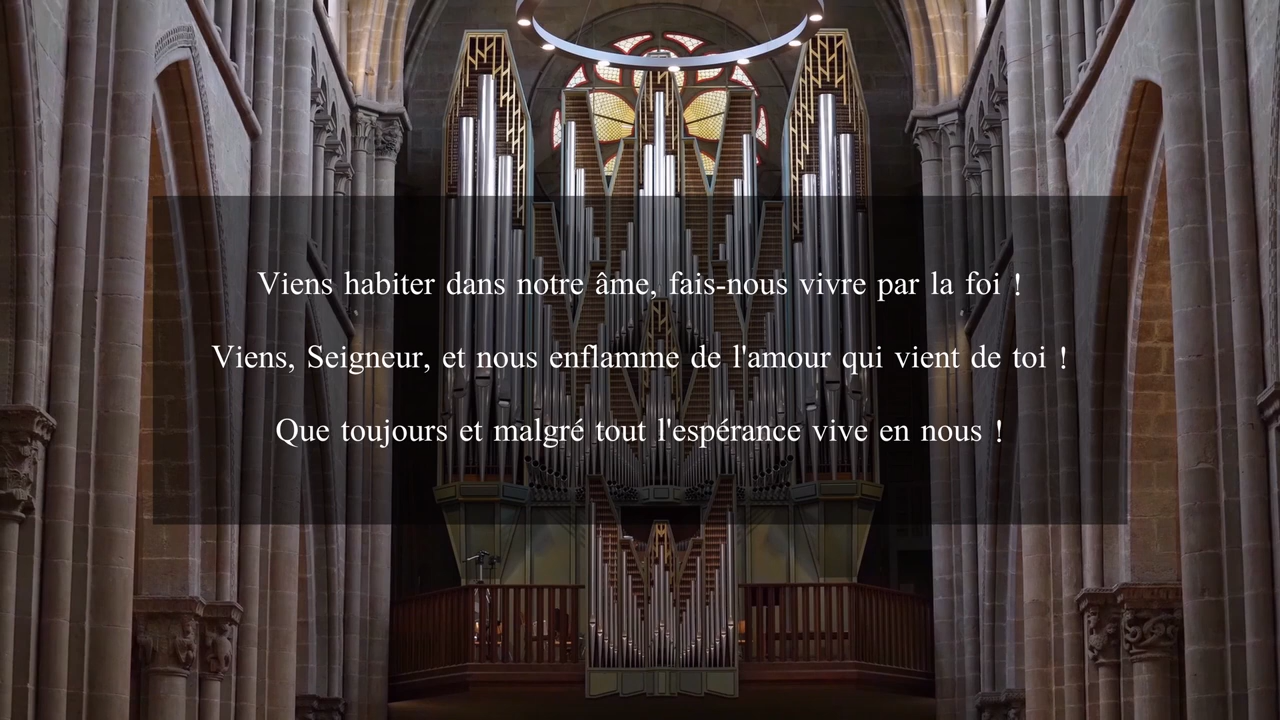 Viens habiter dans notre âme, fais-nous vivre par la foi !
Viens, Seigneur, et nous enflamme de l'amour qui vient de toi !
Que toujours et malgré tout l'espérance vive en nous !